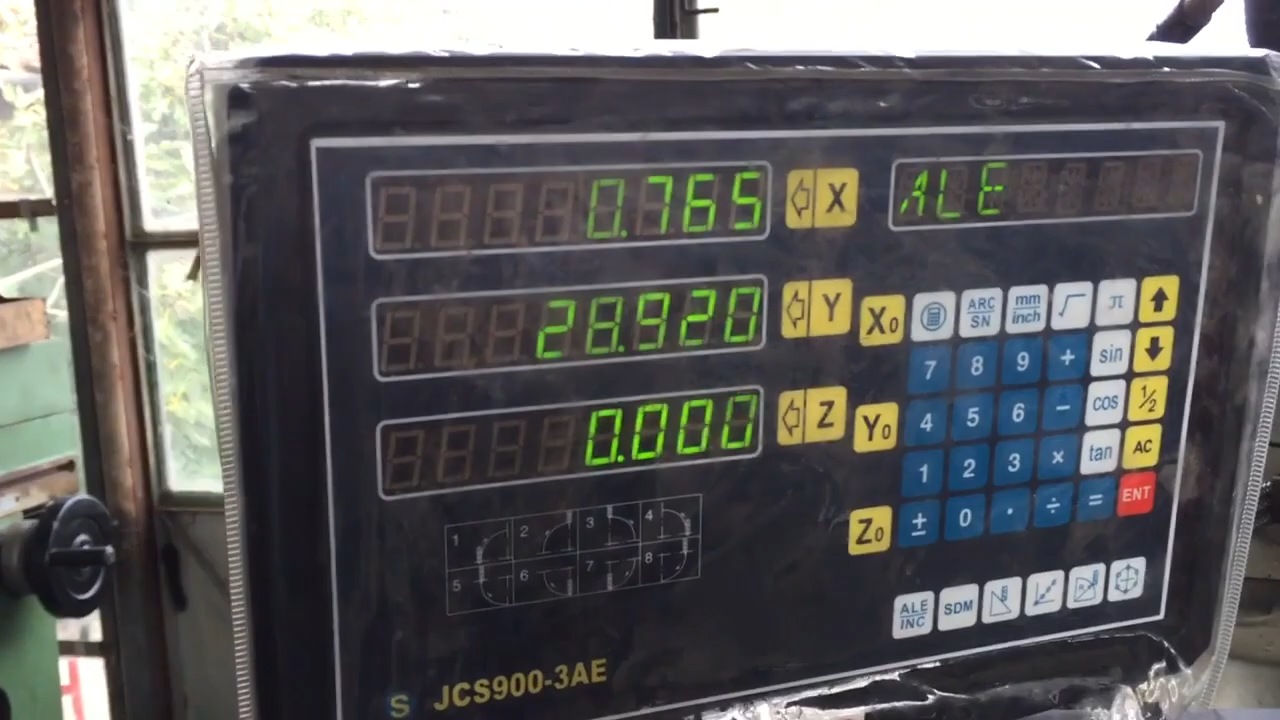 0.765 X ALE
28.920 Y
0.000 Z
X0 ARC SN mm inch √ π
7 8 9 + sin
Y0 4 5 6 − cos 1/2
1 2 3 × tan AC
Z0 ± 0 . ÷ = ENT
1 2 3 4
5 6 7 8
ALE INC SDM
S JCS900-3AE